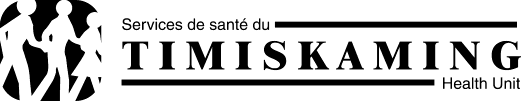 Services de santé du
TIMISKAMING
Health Unit